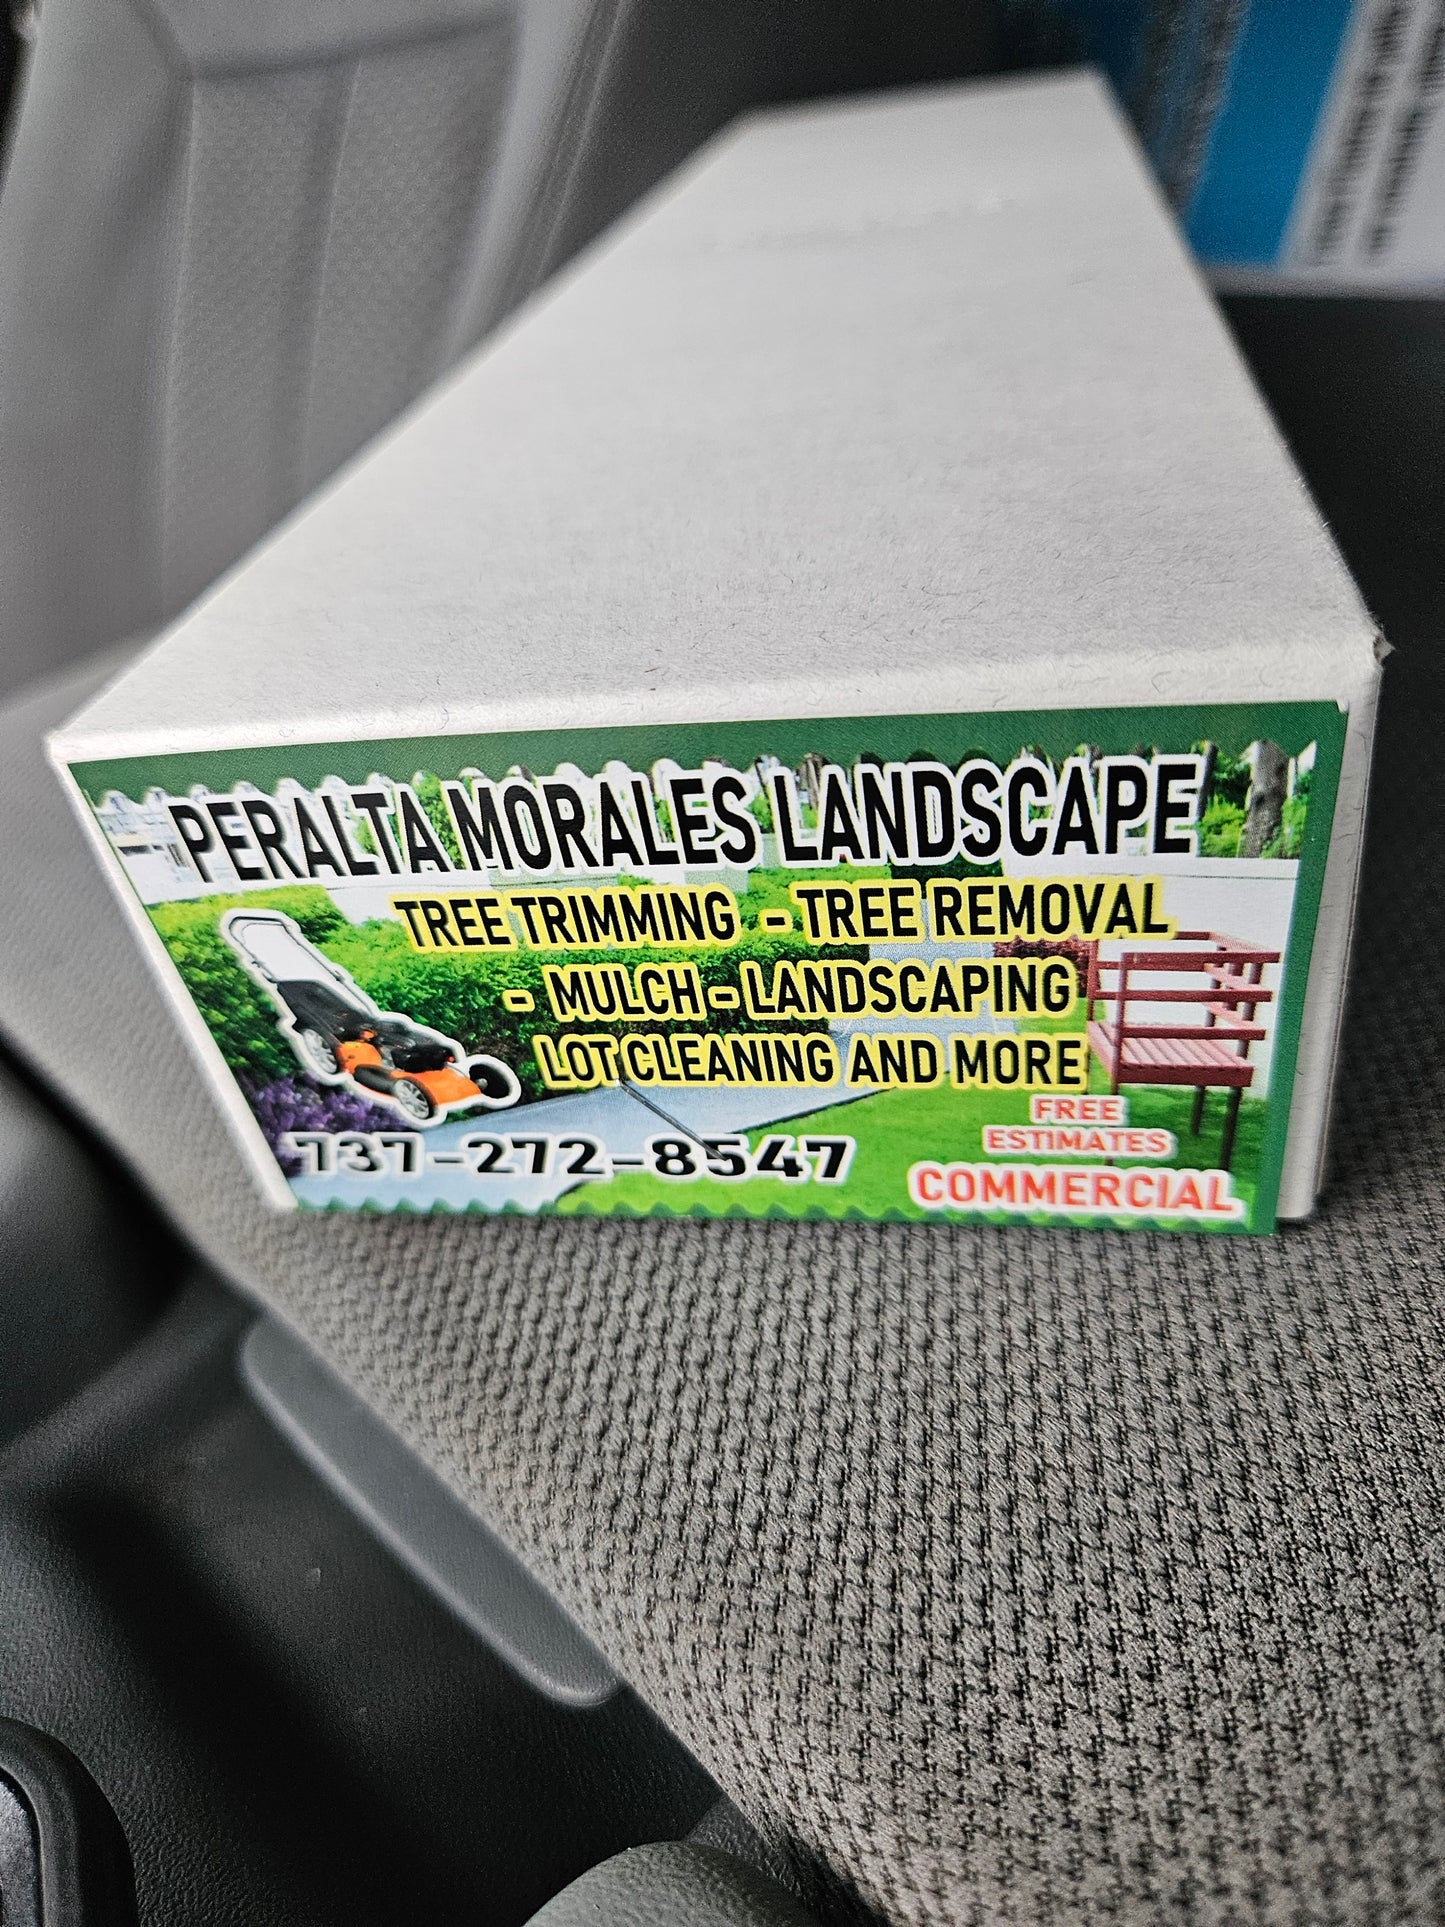 PERALTA MORALES LANDSCAPE
TREE TRIMMING - TREE REMOVAL
- MULCH - LANDSCAPING
LOT CLEANING AND MORE
FREE
ESTIMATES
737-272-8547
COMMERCIAL